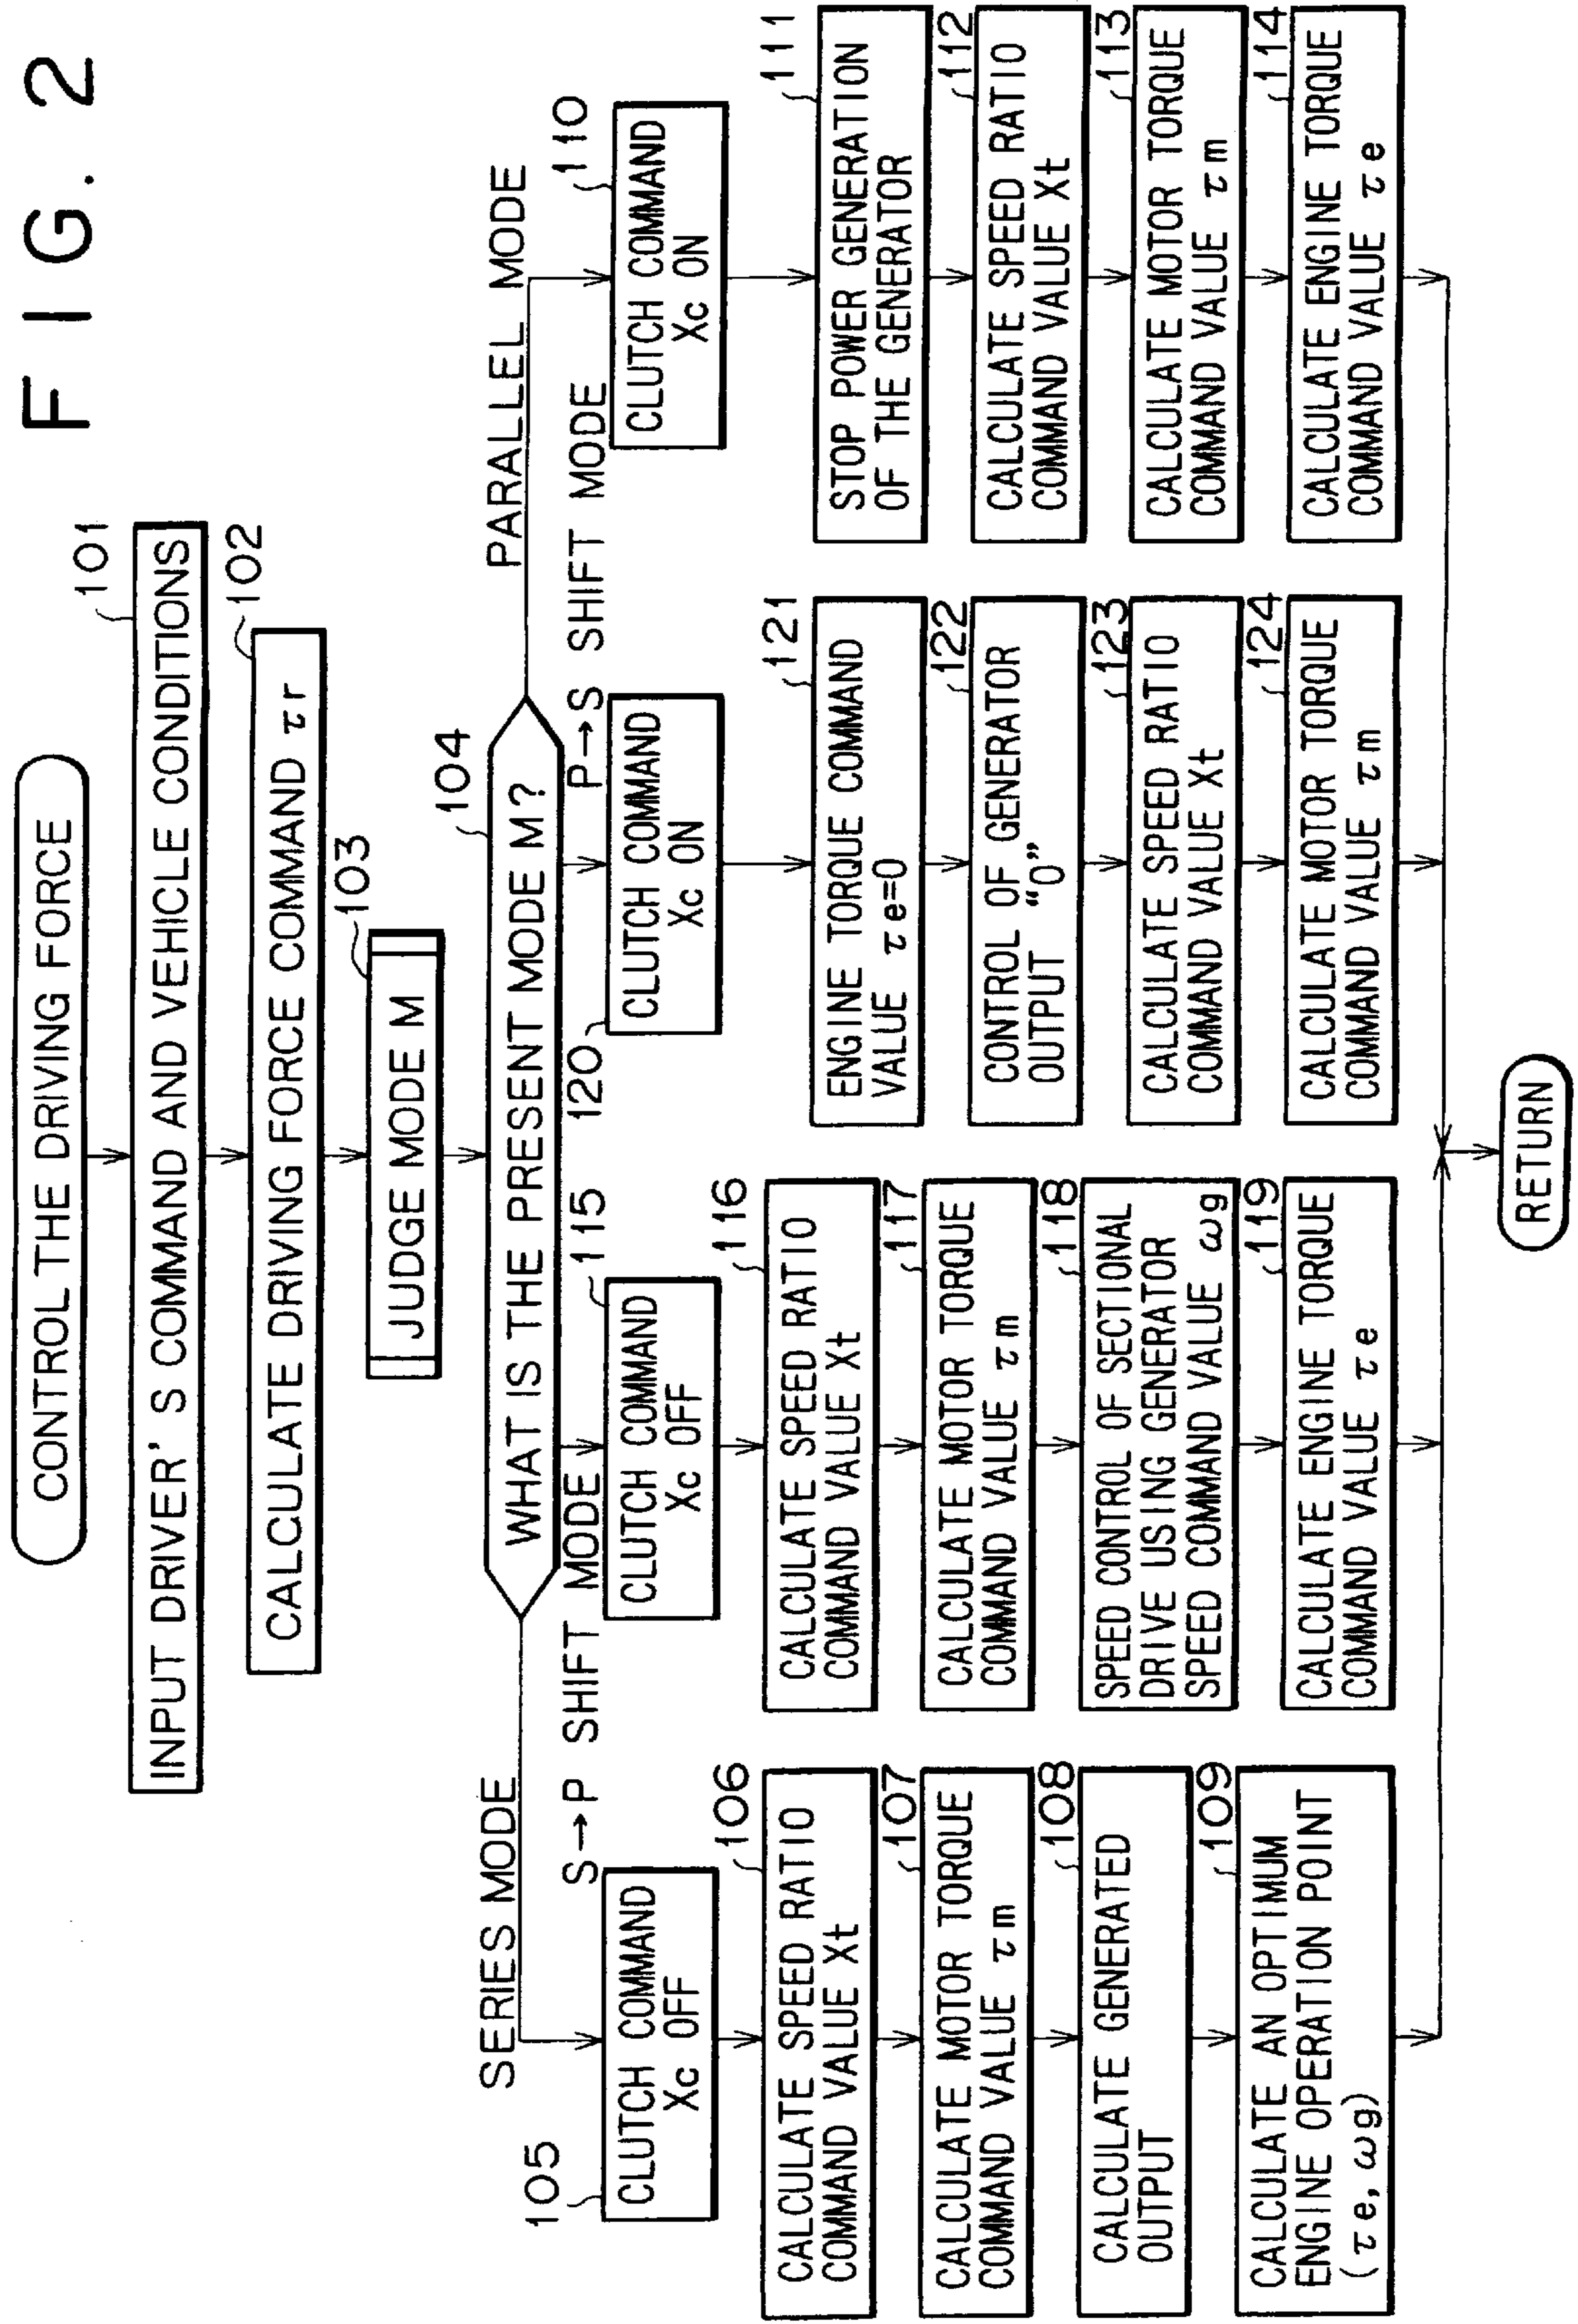 FIG. 2
CONTROL THE DRIVING FORCE
101
INPUT DRIVER'S COMMAND AND VEHICLE CONDITIONS
102
CALCULATE DRIVING FORCE COMMAND τr
103
JUDGE MODE M
104
WHAT IS THE PRESENT MODE M?
SERIES MODE
S→P SHIFT MODE
P→S SHIFT MODE
PARALLEL MODE
105
CLUTCH COMMAND
Xc OFF
106
CALCULATE SPEED RATIO
COMMAND VALUE Xt
107
CALCULATE MOTOR TORQUE
COMMAND VALUE τm
108
CALCULATE GENERATED
OUTPUT
109
CALCULATE AN OPTIMUM
ENGINE OPERATION POINT
(τe, ωg)
115
CLUTCH COMMAND
Xc OFF
116
CALCULATE SPEED RATIO
COMMAND VALUE Xt
117
CALCULATE MOTOR TORQUE
COMMAND VALUE τm
118
SPEED CONTROL OF SECTIONAL
DRIVE USING GENERATOR
SPEED COMMAND VALUE ωg
119
CALCULATE ENGINE TORQUE
COMMAND VALUE τe
120
CLUTCH COMMAND
Xc ON
121
ENGINE TORQUE COMMAND
VALUE τe=0
122
CONTROL OF GENERATOR
OUTPUT "0"
123
CALCULATE SPEED RATIO
COMMAND VALUE Xt
124
CALCULATE MOTOR TORQUE
COMMAND VALUE τm
110
CLUTCH COMMAND
Xc ON
111
STOP POWER GENERATION
OF THE GENERATOR
112
CALCULATE SPEED RATIO
COMMAND VALUE Xt
113
CALCULATE MOTOR TORQUE
COMMAND VALUE τm
114
CALCULATE ENGINE TORQUE
COMMAND VALUE τe
RETURN